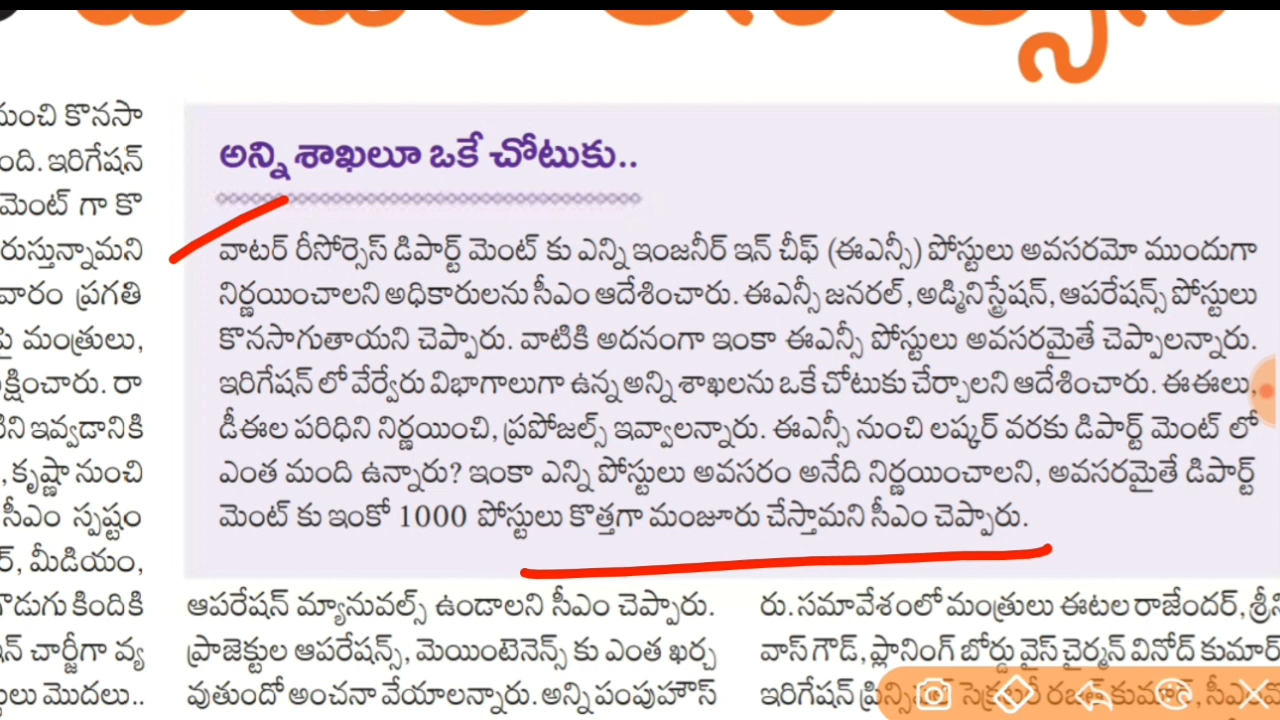 మంచి కొనసా
ంది. ఇరిగేషన్
మెంట్ గా కొ
రుస్తున్నామని
వారం ప్రగతి
పై మంత్రులు,
క్షించారు. రా
ని ఇవ్వడానికి
, కృష్ణా నుంచి
సీఎం స్పష్టం
ర్, మీడియం,
గొడుగు కిందికి
న్ చార్జీగా వ్య
లు మొదలు..
అన్ని శాఖలూ ఒకే చోటుకు..
వాటర్ రీసోర్సెస్ డిపార్ట్ మెంట్ కు ఎన్ని ఇంజనీర్ ఇన్ చీఫ్ (ఈఎన్సీ) పోస్టులు అవసరమో ముందుగా
నిర్ణయించాలని అధికారులను సీఎం ఆదేశించారు. ఈఎన్సీ జనరల్, అడ్మినిస్ట్రేషన్, ఆపరేషన్స్ పోస్టులు
కొనసాగుతాయని చెప్పారు. వాటికి అదనంగా ఇంకా ఈఎన్సీ పోస్టులు అవసరమైతే చెప్పాలన్నారు.
ఇరిగేషన్ లో వేర్వేరు విభాగాలుగా ఉన్న అన్ని శాఖలను ఒకే చోటుకు చేర్చాలని ఆదేశించారు. ఈఈలు,
డీఈల పరిధిని నిర్ణయించి, ప్రపోజల్స్ ఇవ్వాలన్నారు. ఈఎన్సీ నుంచి లష్కర్ వరకు డిపార్ట్ మెంట్ లో
ఎంత మంది ఉన్నారు? ఇంకా ఎన్ని పోస్టులు అవసరం అనేది నిర్ణయించాలని, అవసరమైతే డిపార్ట్
మెంట్ కు ఇంకో 1000 పోస్టులు కొత్తగా మంజూరు చేస్తామని సీఎం చెప్పారు.
ఆపరేషన్ మ్యానువల్స్ ఉండాలని సీఎం చెప్పారు.
ప్రాజెక్టుల ఆపరేషన్స్, మెయింటెనెన్స్ కు ఎంత ఖర్చ
వుతుందో అంచనా వేయాలన్నారు. అన్ని పంపుహౌస్
రు. సమావేశంలో మంత్రులు ఈటల రాజేందర్, శ్రీని
వాస్ గౌడ్, ప్లానింగ్ బోర్డు వైస్ చైర్మన్ వినోద్ కుమార్
ఇరిగేషన్ ప్రిన్సిపల్ సెక్రటరీ రజత్ కుమార్, సీఎంవో